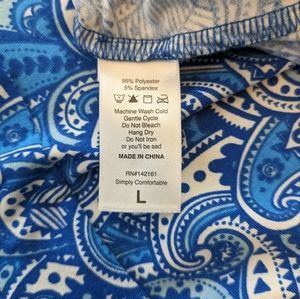 95% Polyester
5% Spandex
Machine Wash Cold
Gentle Cycle
Do Not Bleach
Hang Dry
Do Not Iron
or you'll be sad
MADE IN CHINA
RN#142161
Simply Comfortable
L